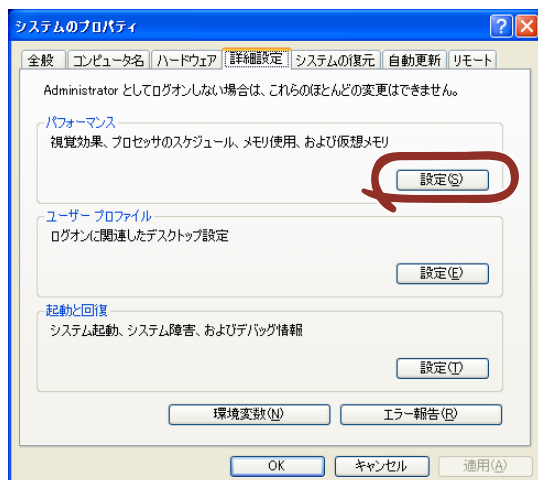 システムのプロパティ
全般 コンピュータ名 ハードウェア 詳細設定 システムの復元 自動更新 リモート
Administrator としてログオンしない場合は、これらのほとんどの変更はできません。
パフォーマンス
視覚効果、プロセッサのスケジュール、メモリ使用、および仮想メモリ
設定(S)
ユーザー プロファイル
ログオンに関連したデスクトップ設定
設定(E)
起動と回復
システム起動、システム障害、およびデバッグ情報
設定(T)
環境変数(N) エラー報告(R)
OK キャンセル 適用(A)